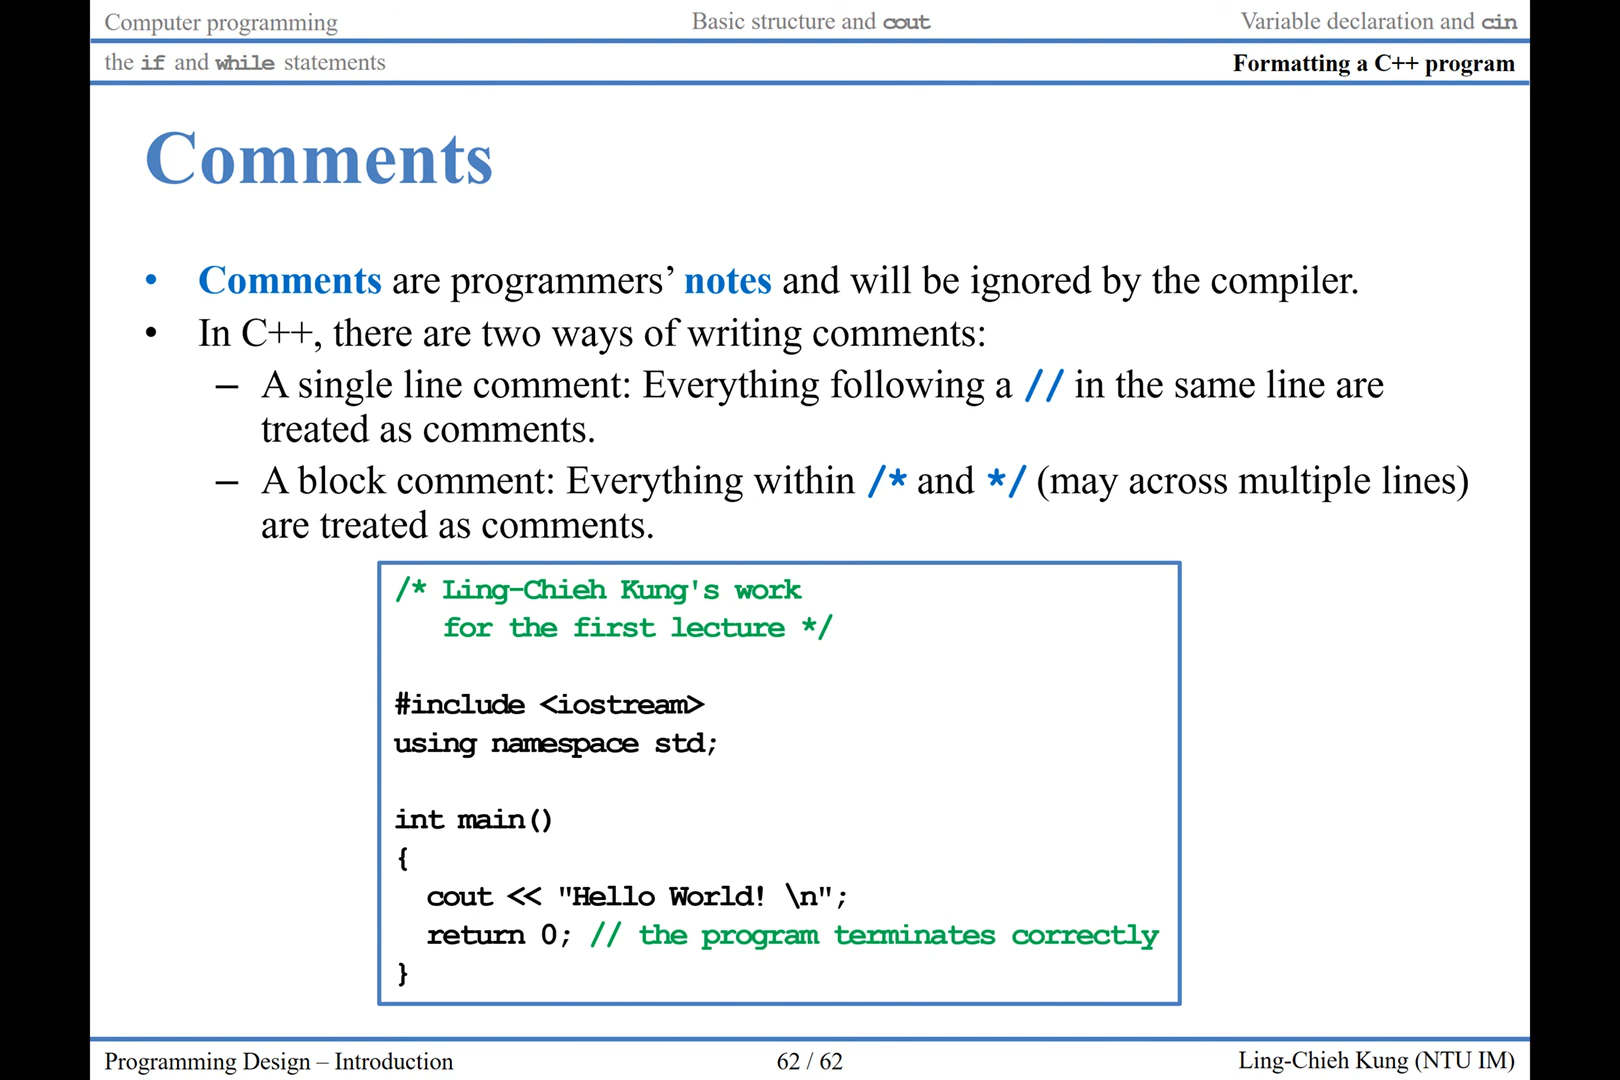 Computer programming
Basic structure and cout
Variable declaration and cin
the if and while statements
Formatting a C++ program
Comments
• Comments are programmers’ notes and will be ignored by the compiler.
• In C++, there are two ways of writing comments:
– A single line comment: Everything following a // in the same line are
treated as comments.
– A block comment: Everything within /* and */ (may across multiple lines)
are treated as comments.
/* Ling-Chieh Kung's work
for the first lecture */
#include <iostream>
using namespace std;
int main()
{
cout << "Hello World! \n";
return 0; // the program terminates correctly
}
Programming Design – Introduction
62 / 62
Ling-Chieh Kung (NTU IM)